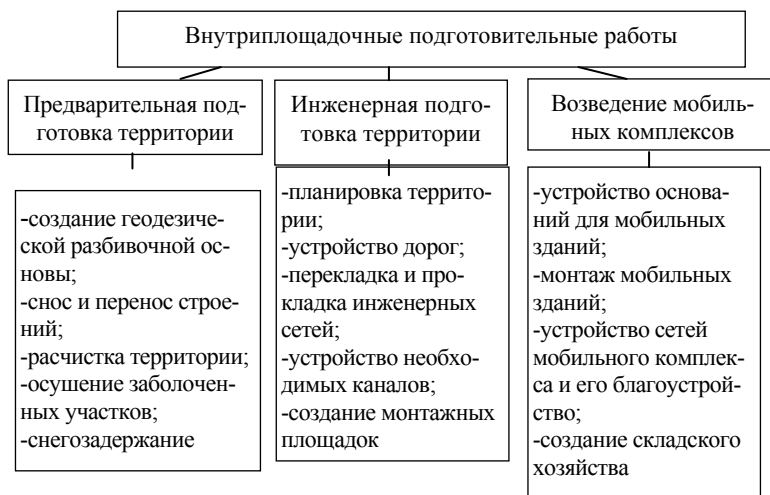 Внутриплощадочные подготовительные работы
Предварительная под-
готовка территории
Инженерная подго-
товка территории
Возведение мобиль-
ных комплексов
-создание геодезиче-
ской разбивочной ос-
новы;
-снос и перенос строе-
ний;
-расчистка территории;
-осушение заболочен-
ных участков;
-снегозадержание
-планировка террито-
рии;
-устройство дорог;
-перекладка и про-
кладка инженерных
сетей;
-устройство необхо-
димых каналов;
-создание монтажных
площадок
-устройство основа-
ний для мобильных
зданий;
-монтаж мобильных
зданий;
-устройство сетей
мобильного комплек-
са и его благоустрой-
ство;
-создание складского
хозяйства